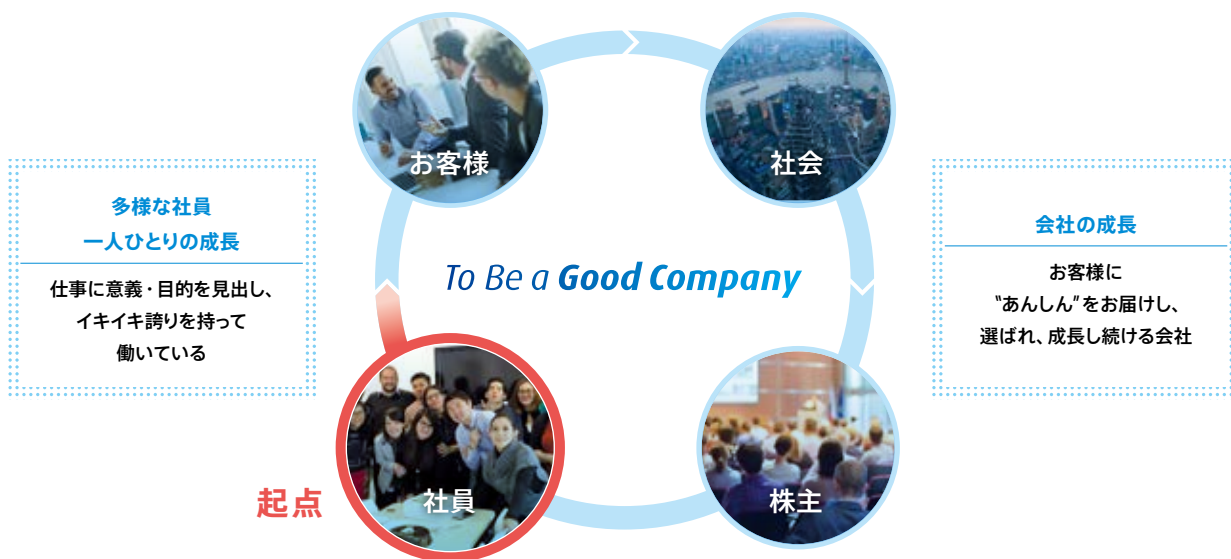 お客様
社会
多様な社員
一人ひとりの成長
仕事に意義・目的を見出し、
イキイキ誇りを持って
働いている
To Be a Good Company
会社の成長
お客様に
“あんしん”をお届けし、
選ばれ、成長し続ける会社
起点
社員
株主